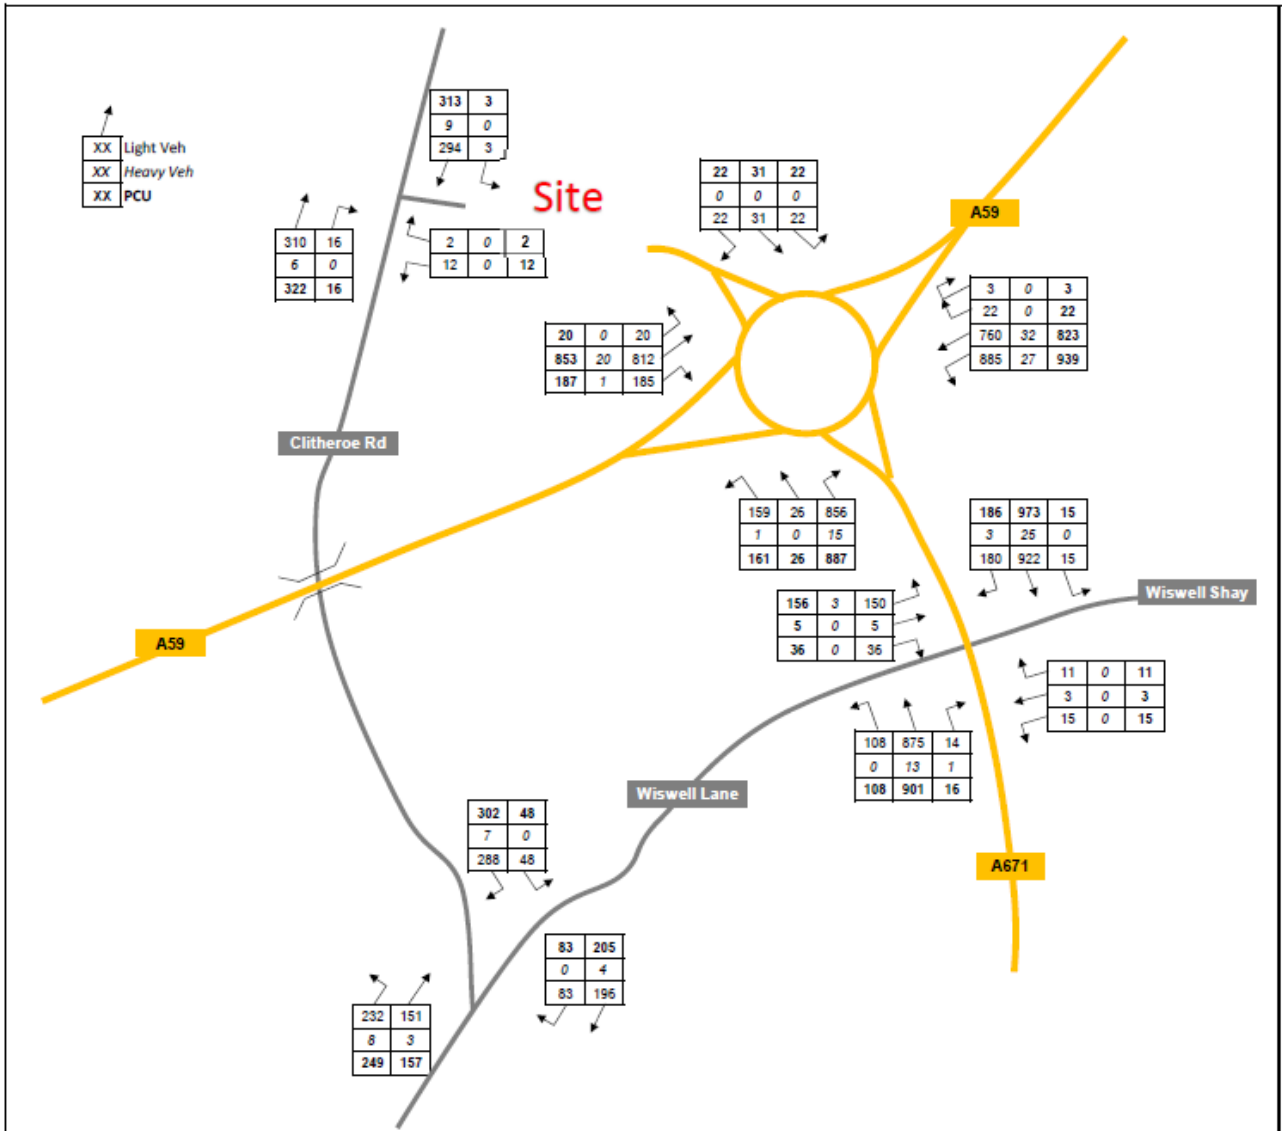 XX Light Veh
XX Heavy Veh
XX PCU
313 3
9 0
294 3
Site
310 16
6 0
322 16
2 0 2
12 0 12
22 31 22
0 0 0
22 31 22
A59
3 0 3
22 0 22
760 32 823
885 27 939
20 0 20
853 20 812
187 1 185
Clitheroe Rd
159 26 856
1 0 15
161 26 887
186 973 15
3 25 0
180 922 15
Wiswell Shay
156 3 150
5 0 5
36 0 36
A59
11 0 11
3 0 3
15 0 15
108 875 14
0 13 1
108 901 16
Wiswell Lane
302 48
7 0
288 48
A671
83 205
0 4
83 196
232 151
8 3
249 157